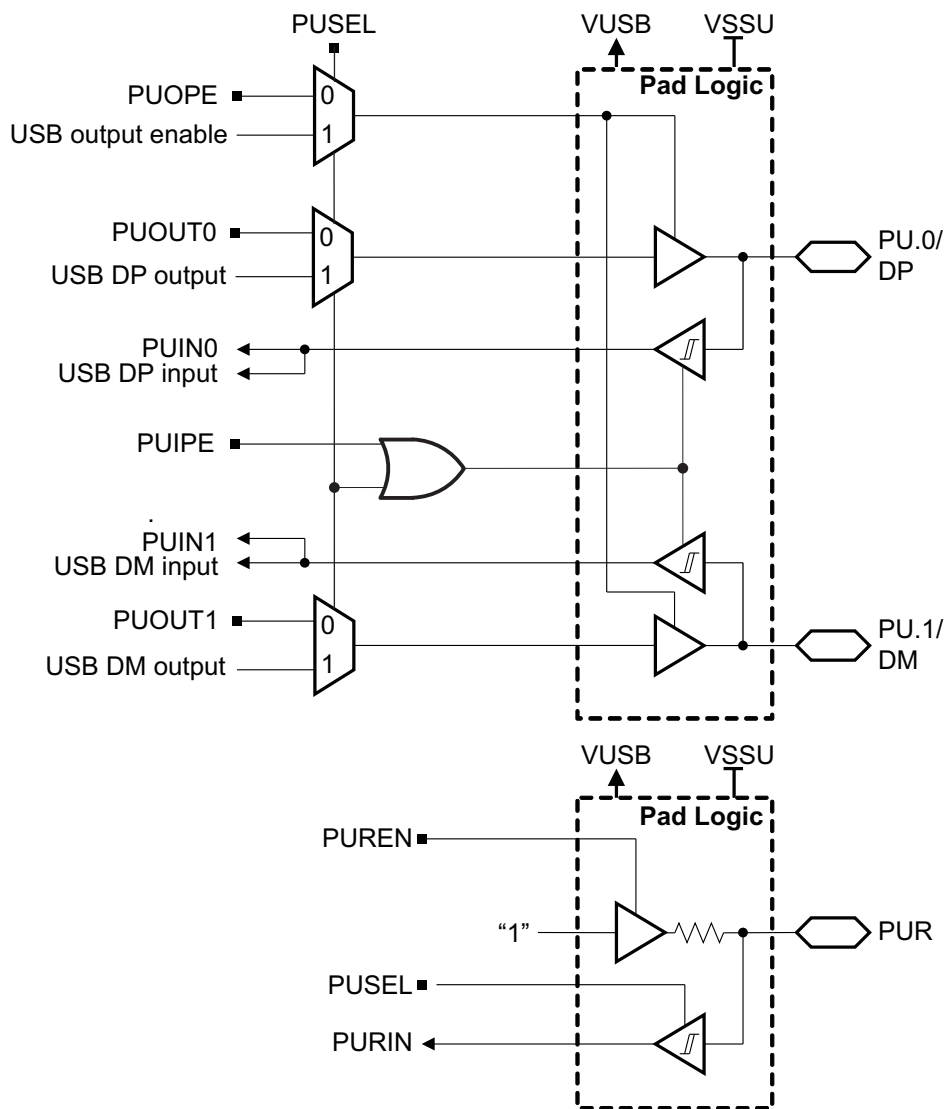 PUSEL
VUSB
VSSU
Pad Logic
PUOPE
0
USB output enable
1
PUOUT0
0
USB DP output
1
PU.0/
DP
PUIN0
USB DP input
PUIPE
.
PUIN1
USB DM input
PUOUT1
0
USB DM output
1
PU.1/
DM
VUSB
VSSU
Pad Logic
PUREN
“1”
PUR
PUSEL
PURIN